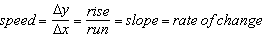 speed = Δy/Δx = rise/run = slope = rate of change